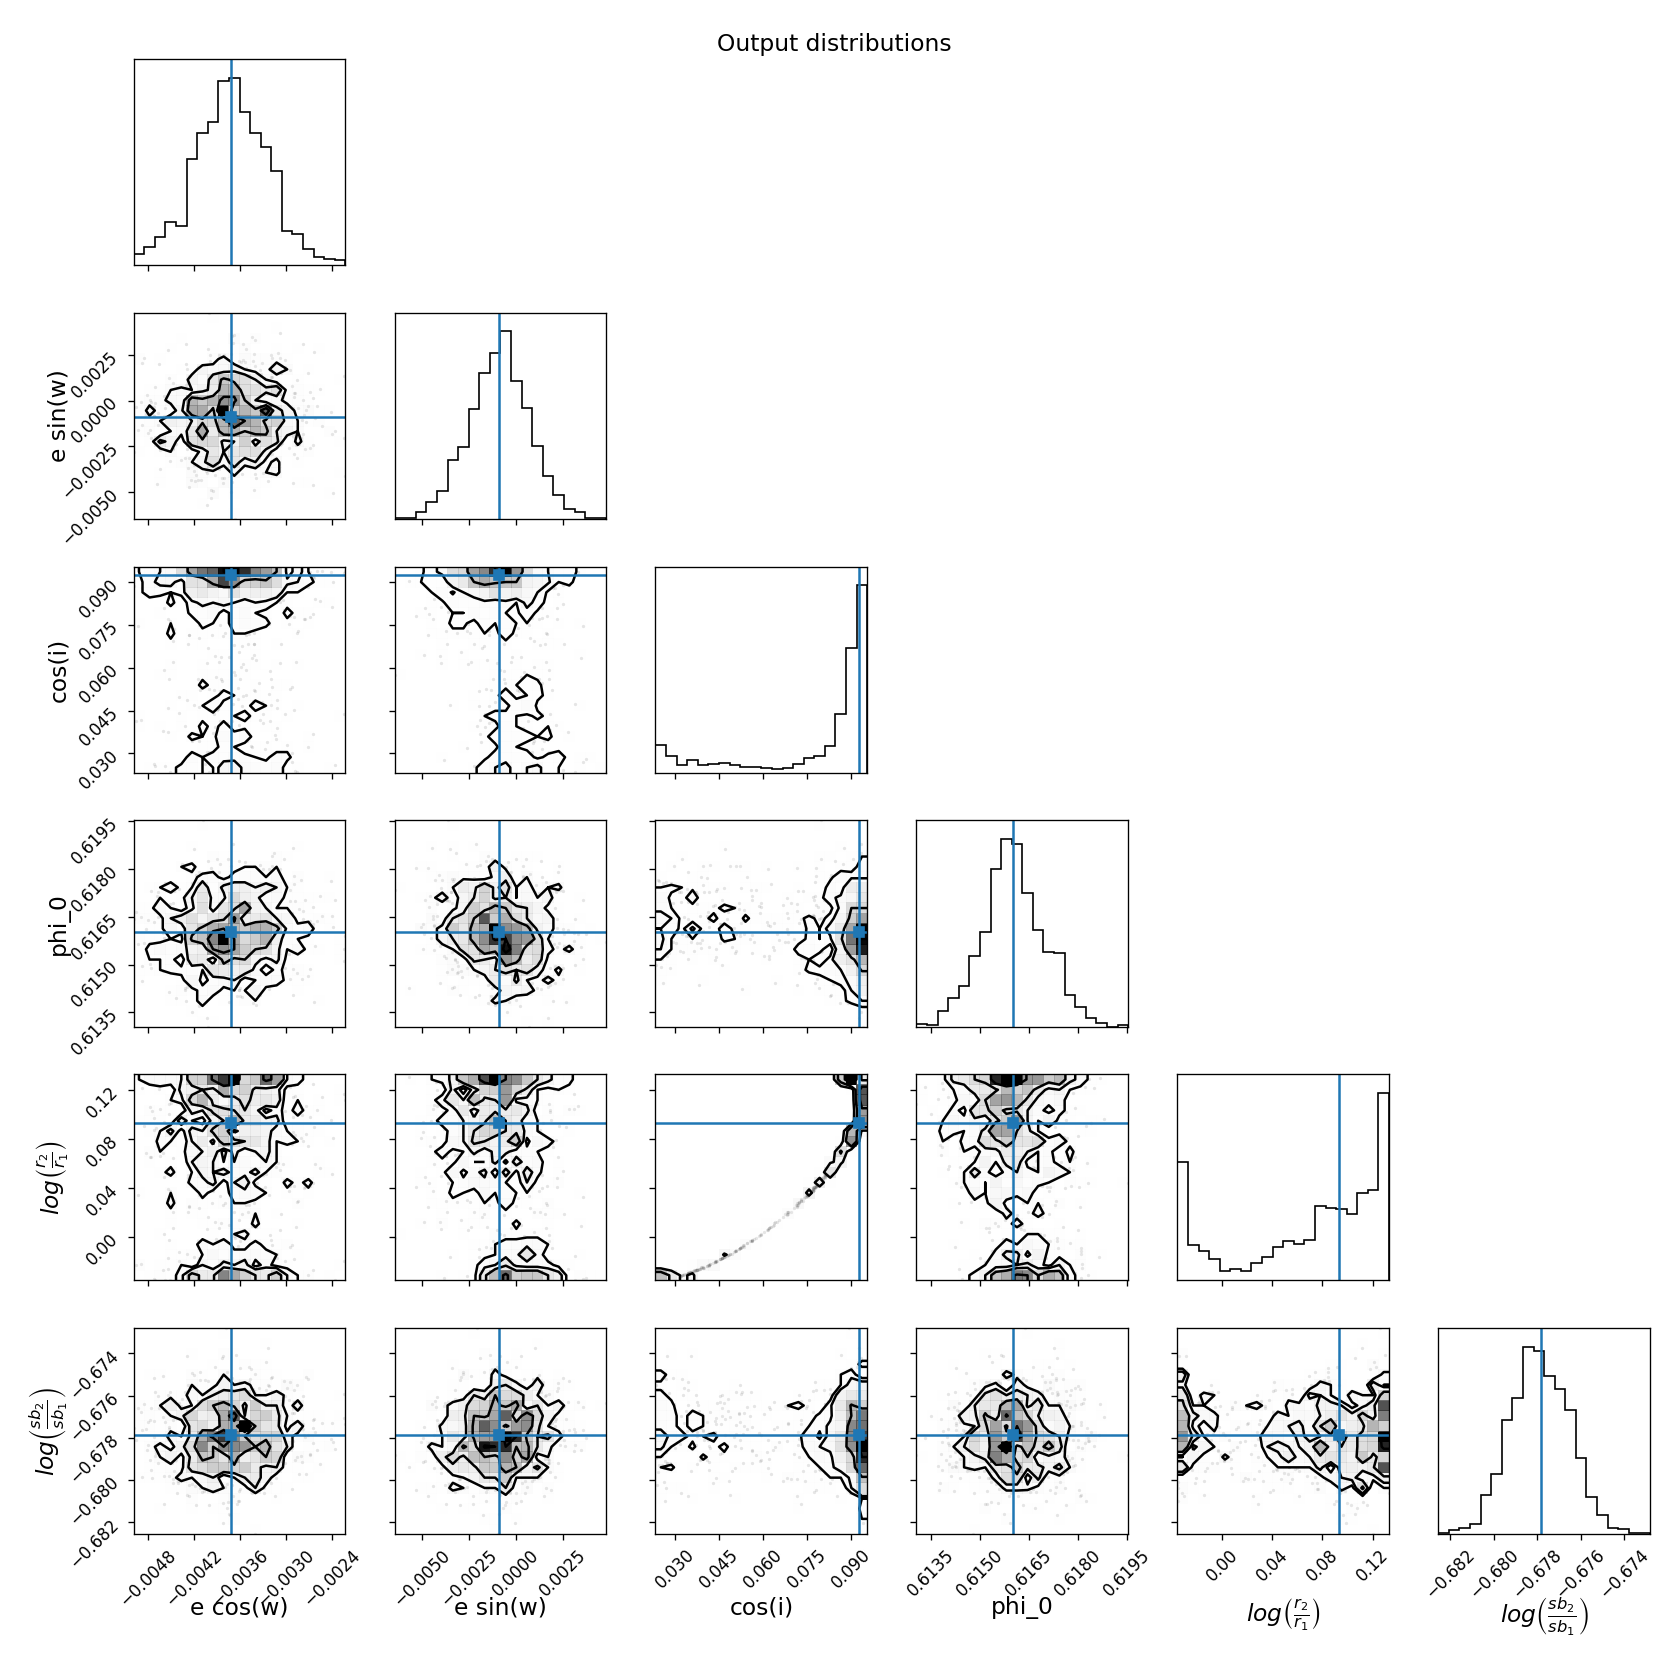 Output distributions
e sin(w)
0.0025
0.0000
−0.0025
−0.0050
cos(i)
0.090
0.075
0.060
0.045
0.030
phi_0
0.6195
0.6180
0.6165
0.6150
0.6135
log(r2/r1)
0.12
0.08
0.04
0.00
log(sb2/sb1)
−0.674
−0.676
−0.678
−0.680
−0.682
−0.0048 −0.0042 −0.0036 −0.0030 −0.0024 −0.0050 −0.0025 0.0000 0.0025 0.030 0.045 0.060 0.075 0.090 0.6135 0.6150 0.6165 0.6180 0.6195 0.00 0.04 0.08 0.12 −0.682 −0.680 −0.678 −0.676 −0.674
e cos(w) e sin(w) cos(i) phi_0 log(r2/r1) log(sb2/sb1)